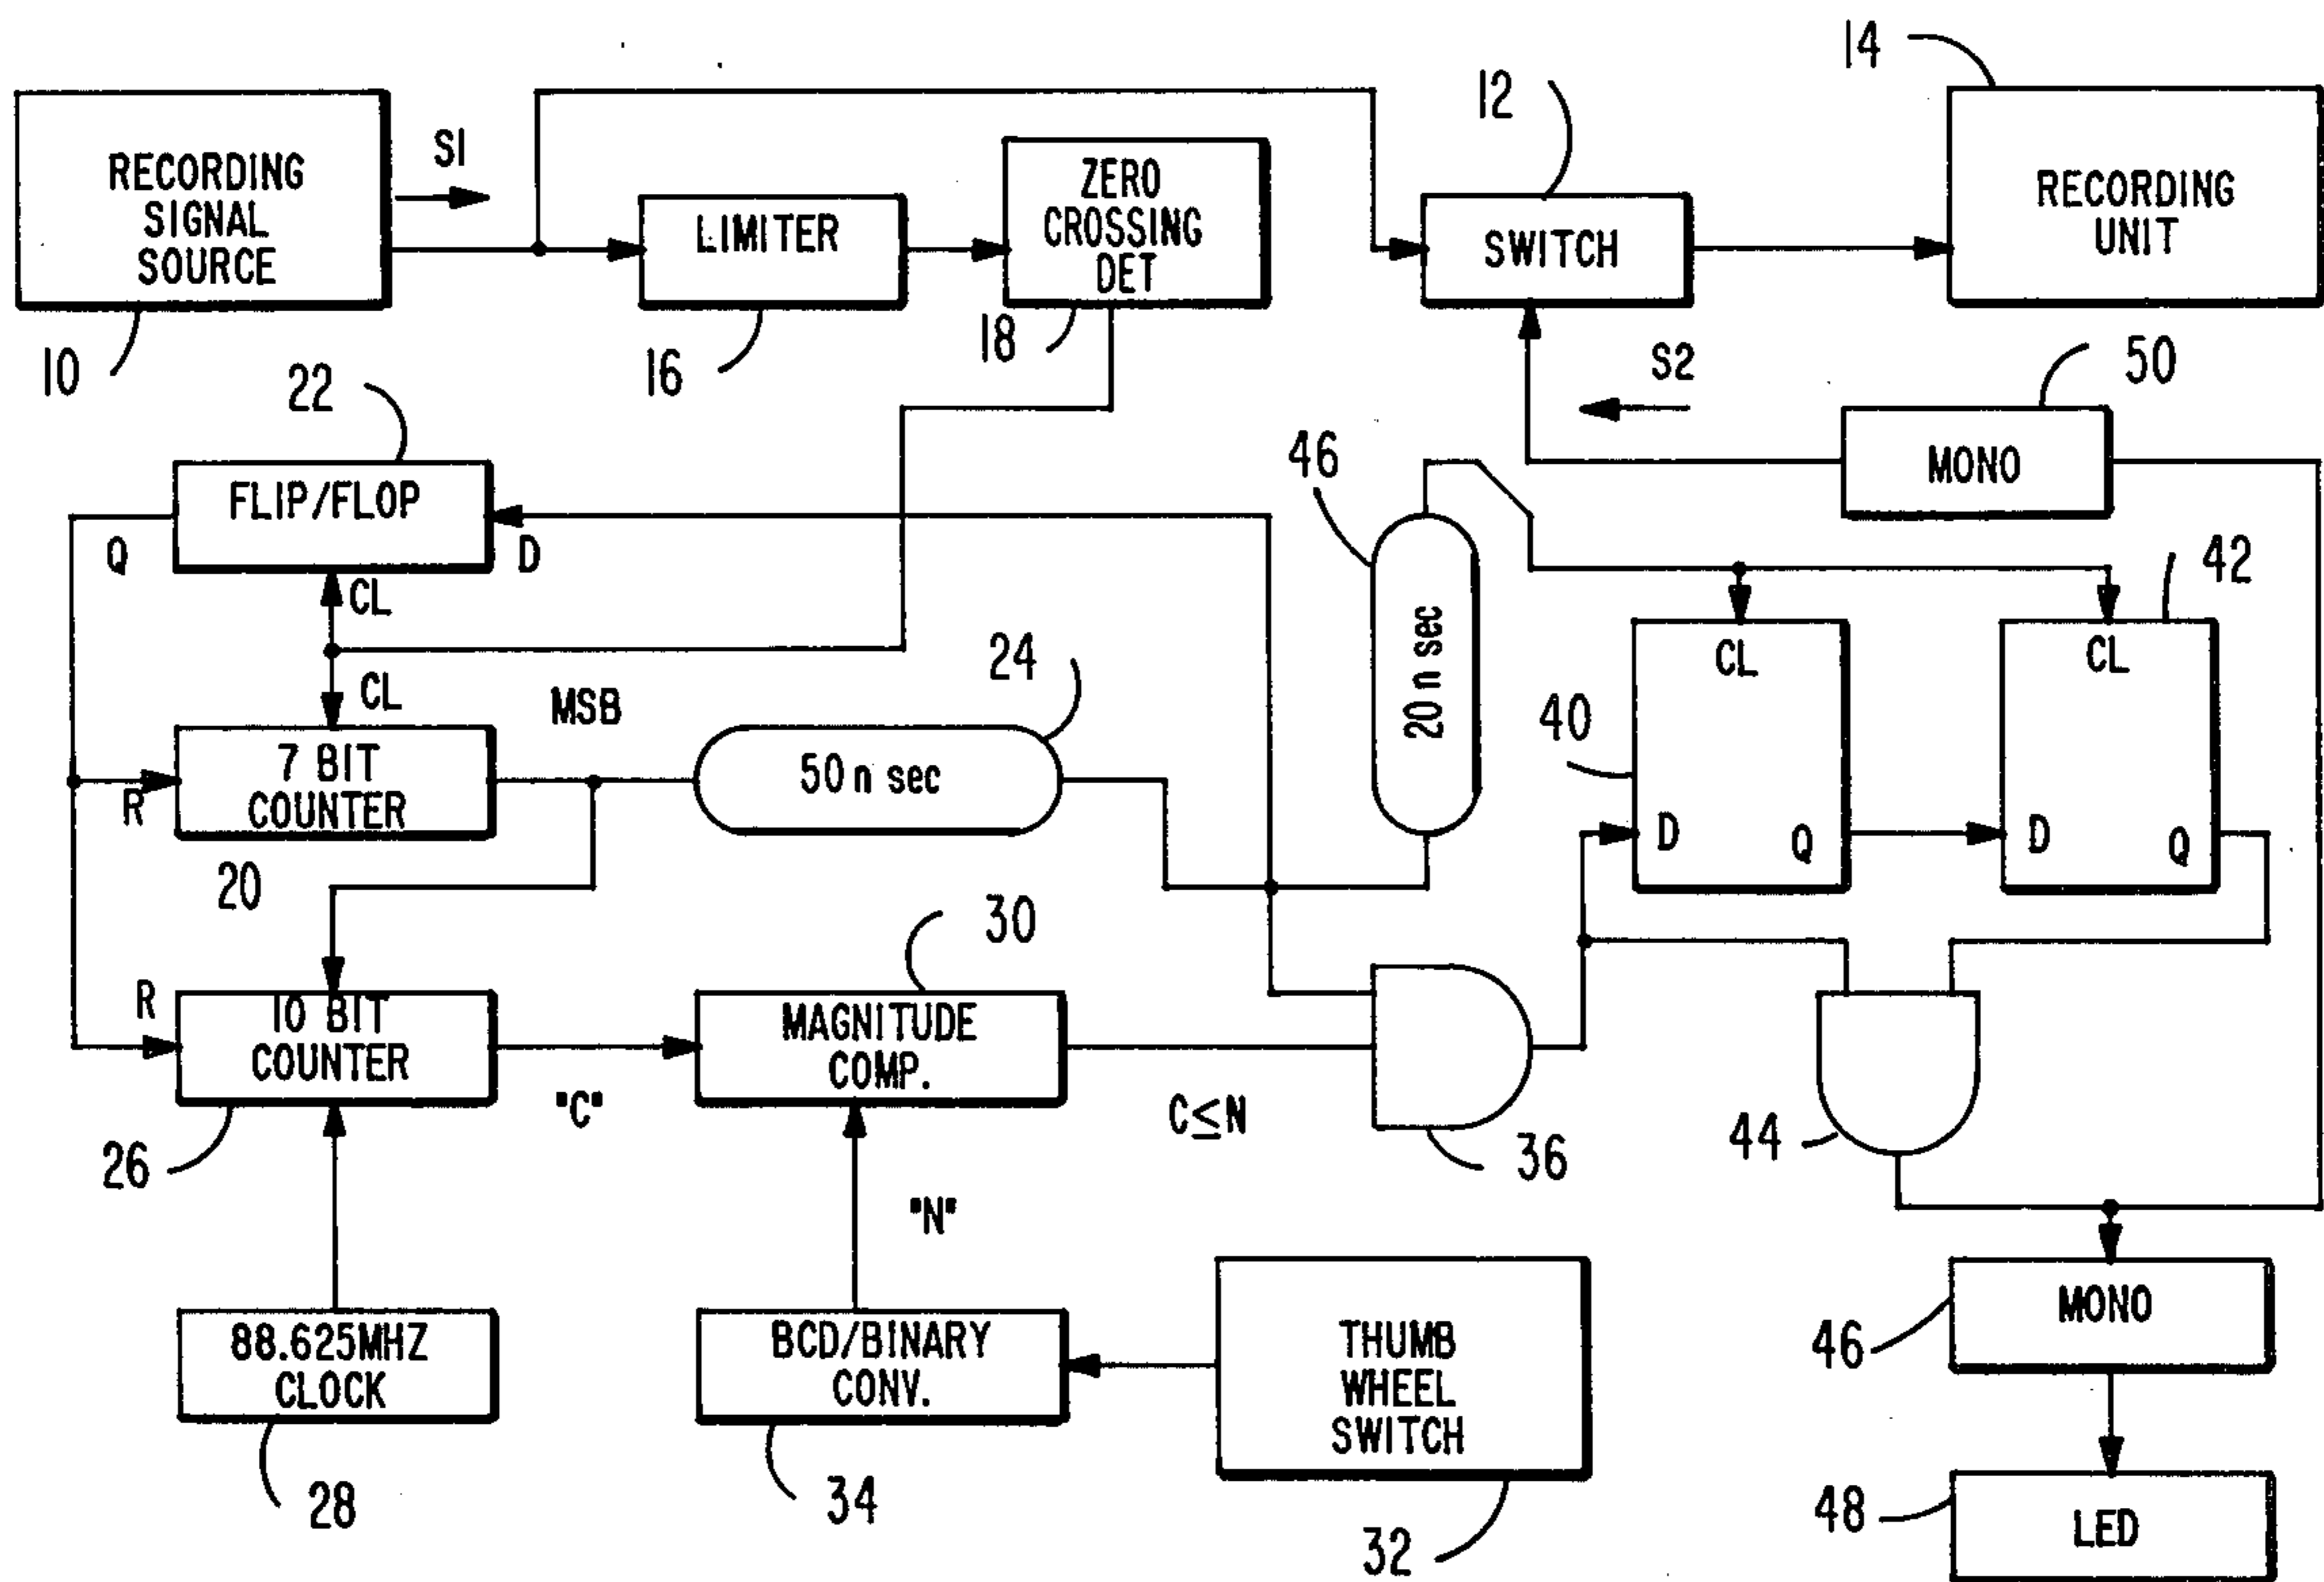 14
12
S1
RECORDING
SIGNAL
SOURCE
LIMITER
ZERO
CROSSING
DET
SWITCH
RECORDING
UNIT
10
16
18
S2
50
22
46
MONO
FLIP/FLOP
Q
D
CL
42
24
20 n sec
CL
CL
CL
MSB
40
7 BIT
COUNTER
50 n sec
R
D
Q
D
Q
20
30
R
10 BIT
COUNTER
"C"
MAGNITUDE
COMP.
C≤N
26
36
44
"N"
88.625MHZ
CLOCK
BCD/BINARY
CONV.
THUMB
WHEEL
SWITCH
MONO
46
28
34
32
48
LED